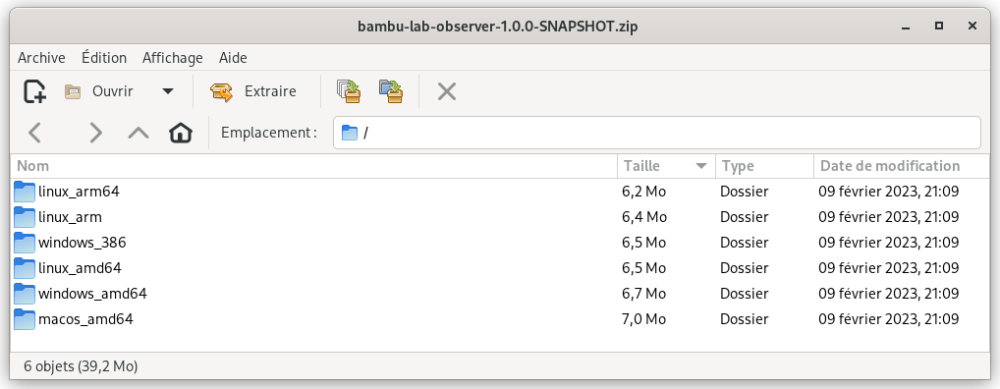 bambu-lab-observer-1.0.0-SNAPSHOT.zip
Archive Édition Affichage Aide
Ouvrir Extraire
Emplacement : /
Nom Taille Type Date de modification
linux_arm64 6,2 Mo Dossier 09 février 2023, 21:09
linux_arm 6,4 Mo Dossier 09 février 2023, 21:09
windows_386 6,5 Mo Dossier 09 février 2023, 21:09
linux_amd64 6,5 Mo Dossier 09 février 2023, 21:09
windows_amd64 6,7 Mo Dossier 09 février 2023, 21:09
macos_amd64 7,0 Mo Dossier 09 février 2023, 21:09
6 objets (39,2 Mo)